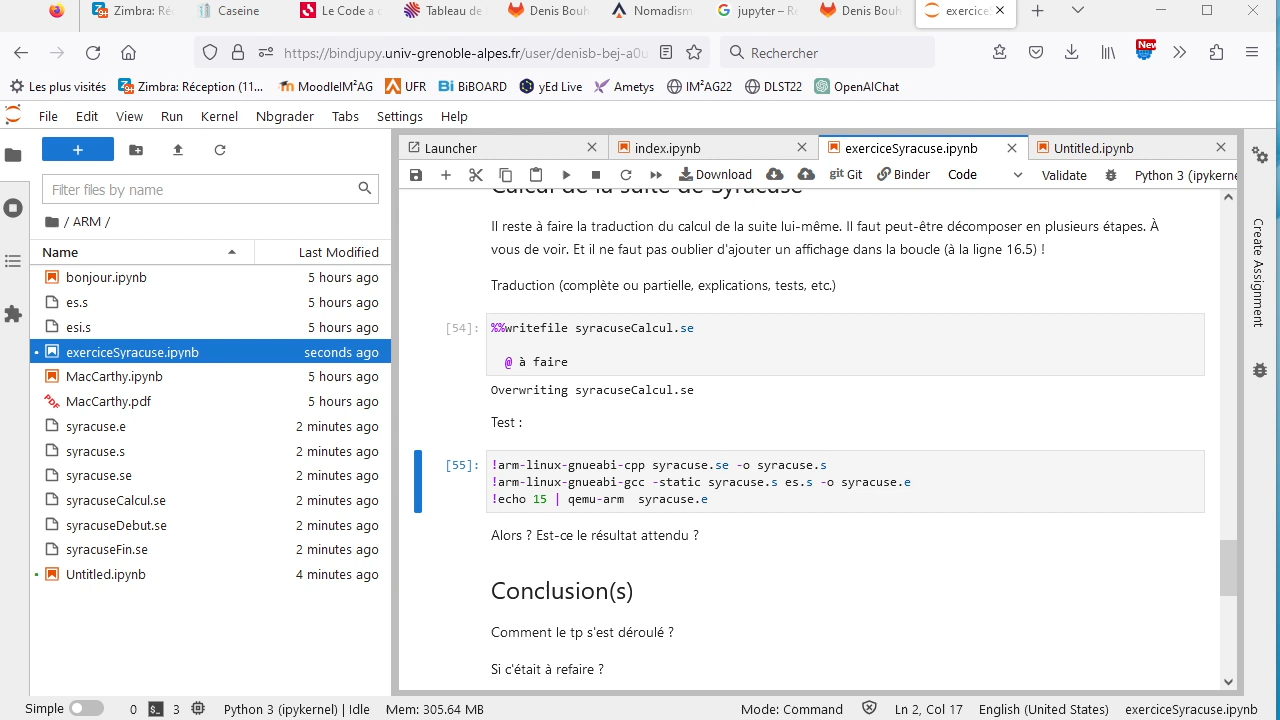 Zimbra: Ré
Caseine
Le Code a c
Tableau de
Denis Bouh
Nomadism
jupyter – Re
Denis Bouh
exercice
https://bindjupy.univ-grenoble-alpes.fr/user/denisb-bej-a0u
Rechercher
New
Les plus visités
Zimbra: Réception (11...
MoodleIM²AG
UFR
BiBOARD
yEd Live
Ametys
IM²AG22
DLST22
OpenAIChat
File Edit View Run Kernel Nbgrader Tabs Settings Help
Filter files by name
/ ARM /
Name Last Modified
bonjour.ipynb 5 hours ago
es.s 5 hours ago
esi.s 5 hours ago
exerciceSyracuse.ipynb seconds ago
MacCarthy.ipynb 5 hours ago
MacCarthy.pdf 5 hours ago
syracuse.e 2 minutes ago
syracuse.s 2 minutes ago
syracuse.se 2 minutes ago
syracuseCalcul.se 2 minutes ago
syracuseDebut.se 2 minutes ago
syracuseFin.se 2 minutes ago
Untitled.ipynb 4 minutes ago
Launcher
index.ipynb
exerciceSyracuse.ipynb
Untitled.ipynb
Download git Git Binder Code Validate Python 3 (ipykerne
Calcul de la suite de Syracuse
Il reste à faire la traduction du calcul de la suite lui-même. Il faut peut-être décomposer en plusieurs étapes. À
vous de voir. Et il ne faut pas oublier d'ajouter un affichage dans la boucle (à la ligne 16.5) !
Traduction (complète ou partielle, explications, tests, etc.)
[54]: %%writefile syracuseCalcul.se
@ à faire
Overwriting syracuseCalcul.se
Test :
[55]: !arm-linux-gnueabi-cpp syracuse.se -o syracuse.s
!arm-linux-gnueabi-gcc -static syracuse.s es.s -o syracuse.e
!echo 15 | qemu-arm  syracuse.e
Alors ? Est-ce le résultat attendu ?
Conclusion(s)
Comment le tp s'est déroulé ?
Si c'était à refaire ?
Create Assignment
Simple 0 3 Python 3 (ipykernel) | Idle Mem: 305.64 MB Mode: Command Ln 2, Col 17 English (United States) exerciceSyracuse.ipynb